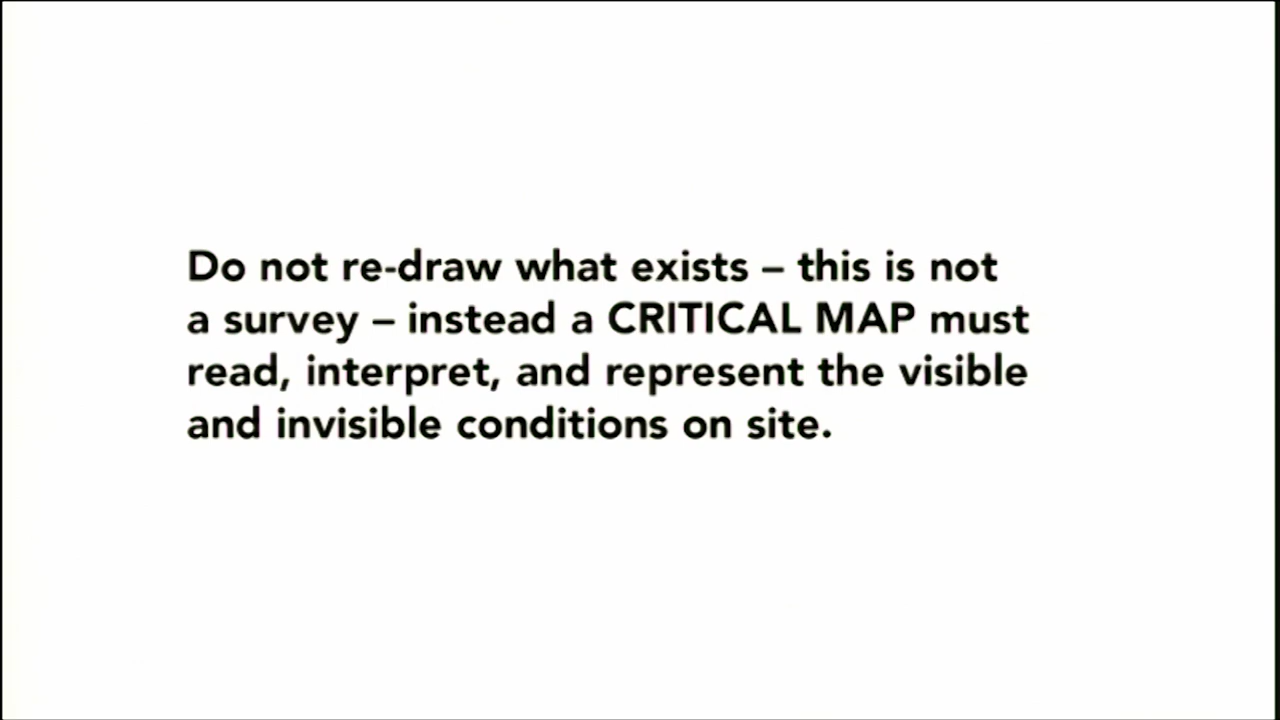 Do not re-draw what exists – this is not
a survey – instead a CRITICAL MAP must
read, interpret, and represent the visible
and invisible conditions on site.